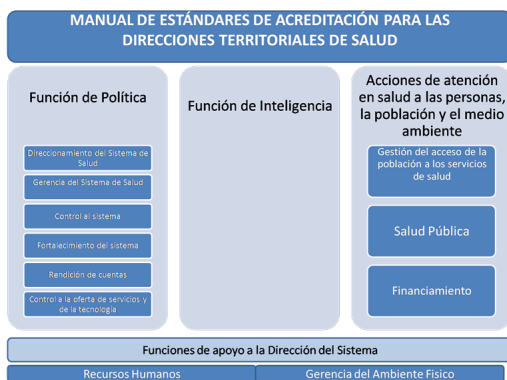 MANUAL DE ESTÁNDARES DE ACREDITACIÓN PARA LAS
DIRECCIONES TERRITORIALES DE SALUD
Función de Política
Direccionamiento del Sistema de
Salud
Gerencia del Sistema de Salud
Control al sistema
Fortalecimiento del sistema
Rendición de cuentas
Control a la oferta de servicios y
de la tecnología
Función de Inteligencia
Acciones de atención
en salud a las personas,
la población y el medio
ambiente
Gestión del acceso de la
población a los servicios
de salud
Salud Pública
Financiamiento
Funciones de apoyo a la Dirección del Sistema
Recursos Humanos
Gerencia del Ambiente Fisico